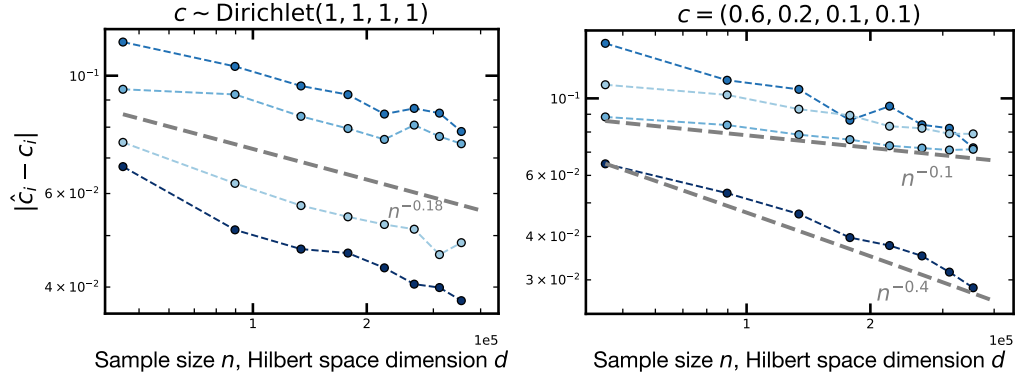 c ~ Dirichlet(1, 1, 1, 1)
|ĉ_i − c_i|
10^{−1}
6 × 10^{−2}
4 × 10^{−2}
n^{−0.18}
1
2
1e5
Sample size n, Hilbert space dimension d
c = (0.6, 0.2, 0.1, 0.1)
10^{−1}
6 × 10^{−2}
4 × 10^{−2}
3 × 10^{−2}
n^{−0.1}
n^{−0.4}
1
2
1e5
Sample size n, Hilbert space dimension d